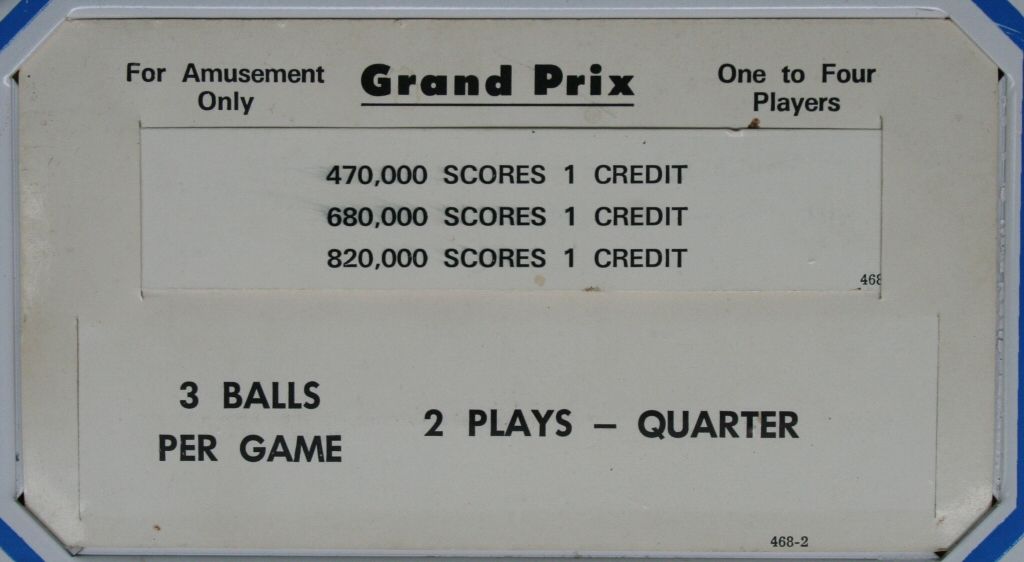 For Amusement Only
Grand Prix
One to Four Players
470,000 SCORES 1 CREDIT
680,000 SCORES 1 CREDIT
820,000 SCORES 1 CREDIT
468
3 BALLS
PER GAME
2 PLAYS – QUARTER
468-2